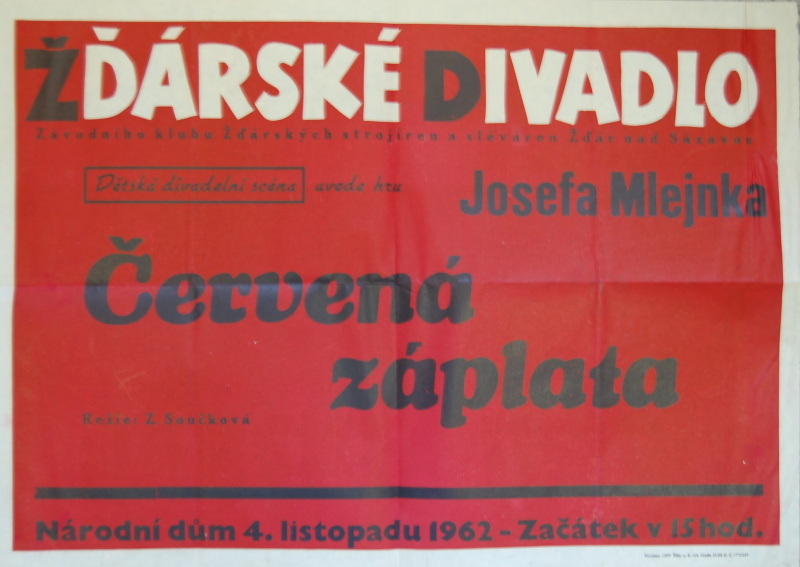 ŽĎÁRSKÉ DIVADLO
Závodního klubu Žďárských strojíren a sléváren Žďár nad Sázavou
Dětská divadelní scéna uvede hru Josefa Mlejnka
Červená
záplata
Režie: Z. Součková
Národní dům 4. listopadu 1962 - Začátek v 15 hod.